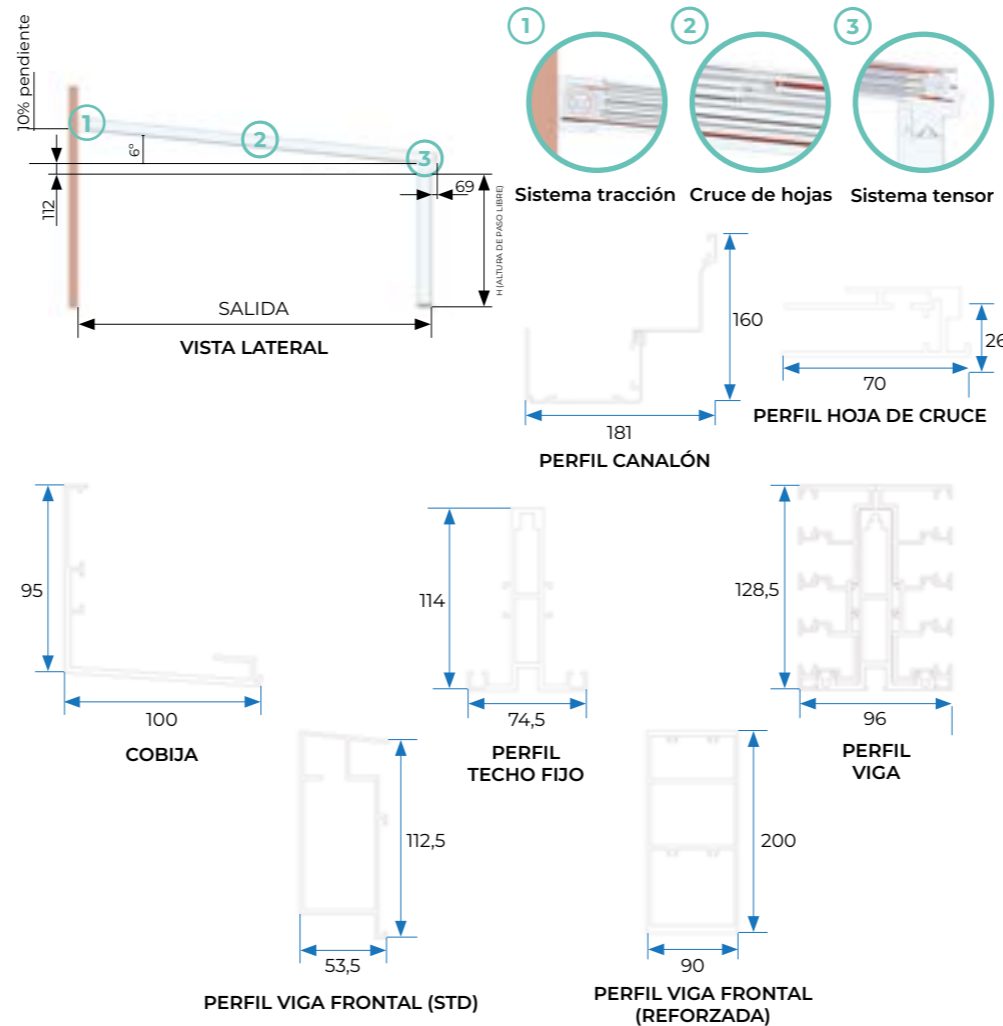 10% pendiente
1
2
3
6°
112
69
H (ALTURA DE PASO LIBRE)
SALIDA
VISTA LATERAL
1
2
3
Sistema tracción
Cruce de hojas
Sistema tensor
160
181
PERFIL CANALÓN
26
70
PERFIL HOJA DE CRUCE
95
100
COBIJA
114
74,5
PERFIL
TECHO FIJO
128,5
96
PERFIL
VIGA
112,5
53,5
PERFIL VIGA FRONTAL (STD)
200
90
PERFIL VIGA FRONTAL
(REFORZADA)